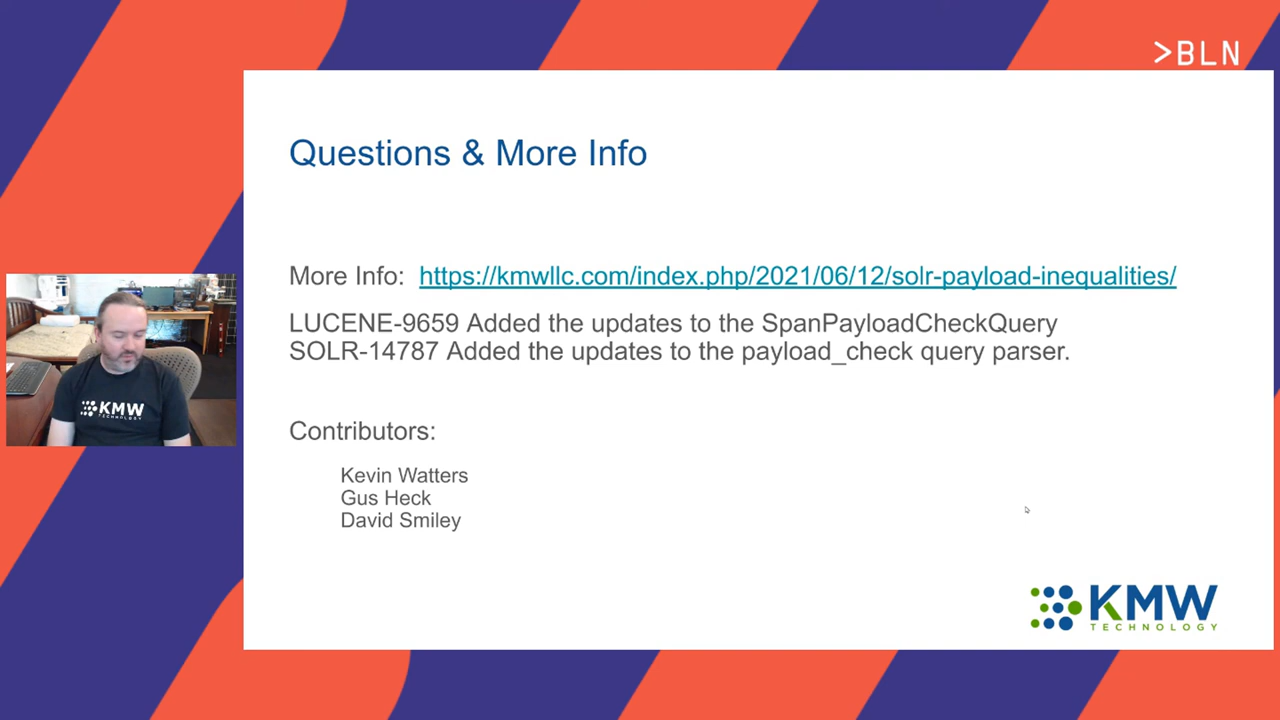 >BLN
Questions & More Info
More Info: https://kmwllc.com/index.php/2021/06/12/solr-payload-inequalities/
LUCENE-9659 Added the updates to the SpanPayloadCheckQuery
SOLR-14787 Added the updates to the payload_check query parser.
Contributors:
Kevin Watters
Gus Heck
David Smiley
KMW
TECHNOLOGY
KMW
TECHNOLOGY